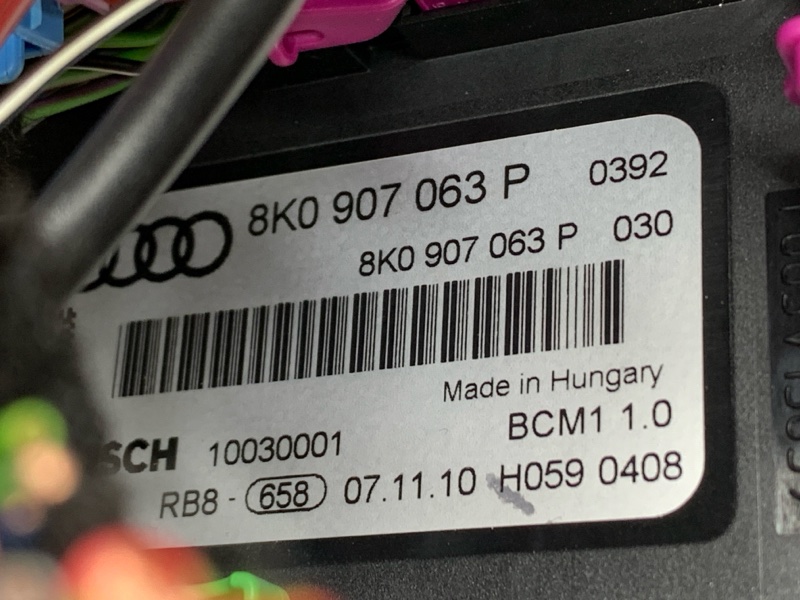 8K0 907 063 P 0392
8K0 907 063 P 030
Made in Hungary
SCH 10030001 BCM1 1.0
RB8 - 658 07.11.10 H059 0408